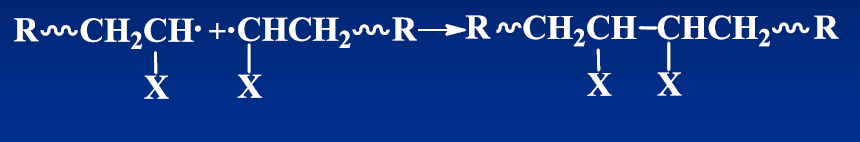 R~CH₂CH· + ·CHCH₂~R→R~CH₂CH–CHCH₂~R
X X X X